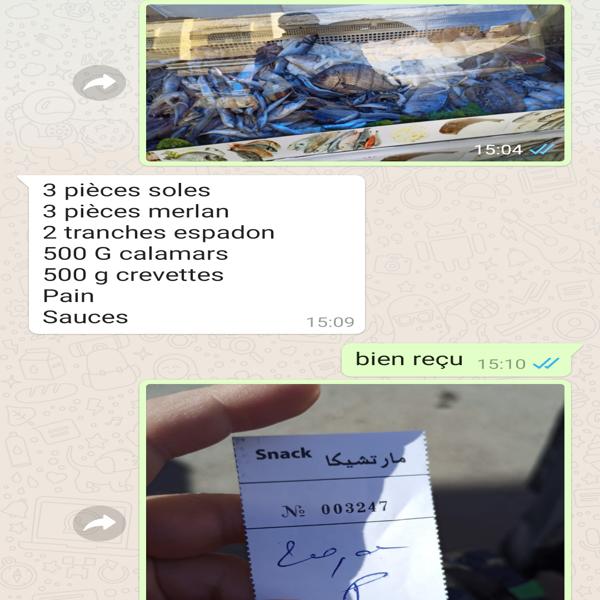 15:04
3 pièces soles
3 pièces merlan
2 tranches espadon
500 G calamars
500 g crevettes
Pain
Sauces
15:09
bien reçu 15:10
Snack مارتشيكا
№ 003247